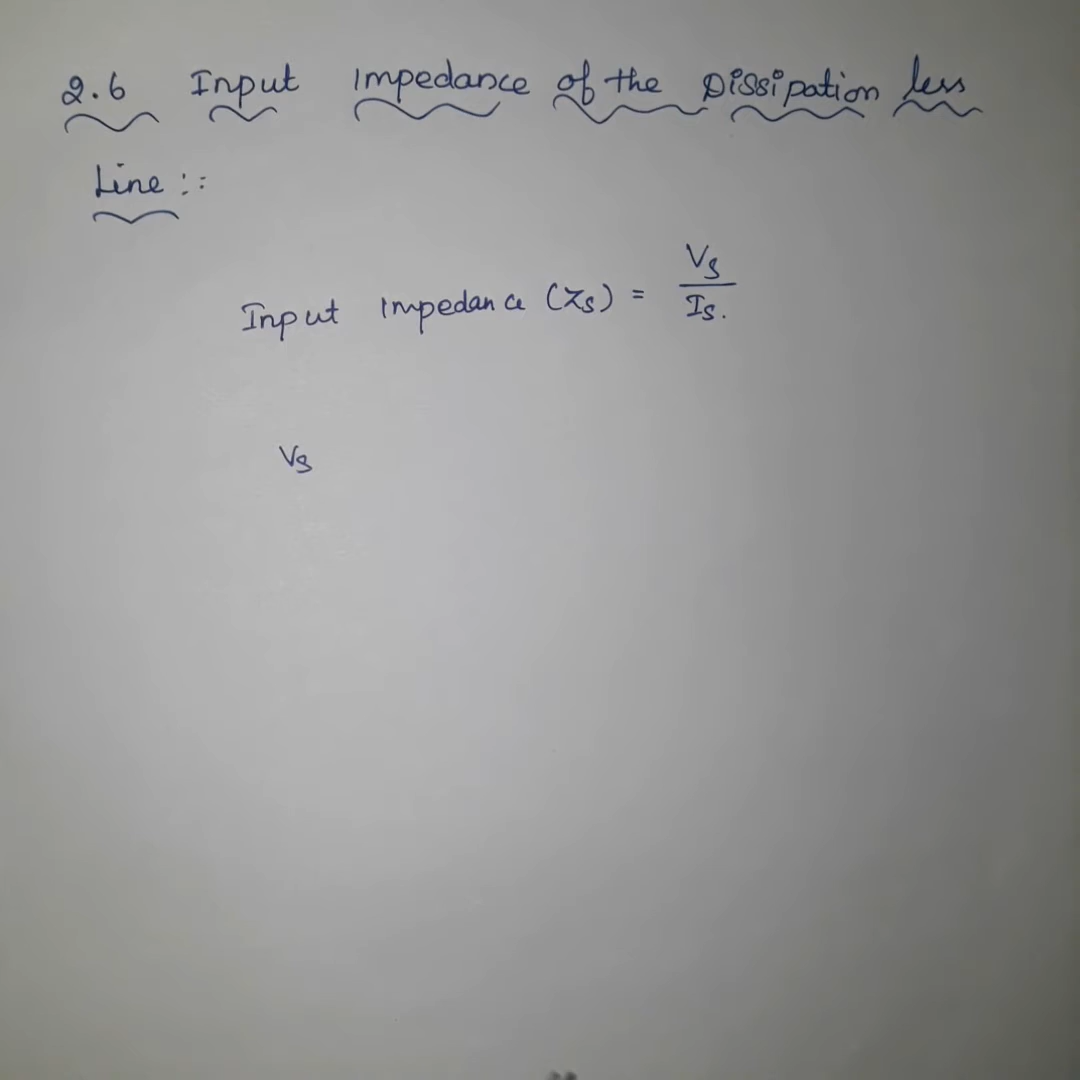 2.6 Input Impedance of the Dissipation less
Line :-
Input Impedance (Zs) = Vs/Is.
Vs